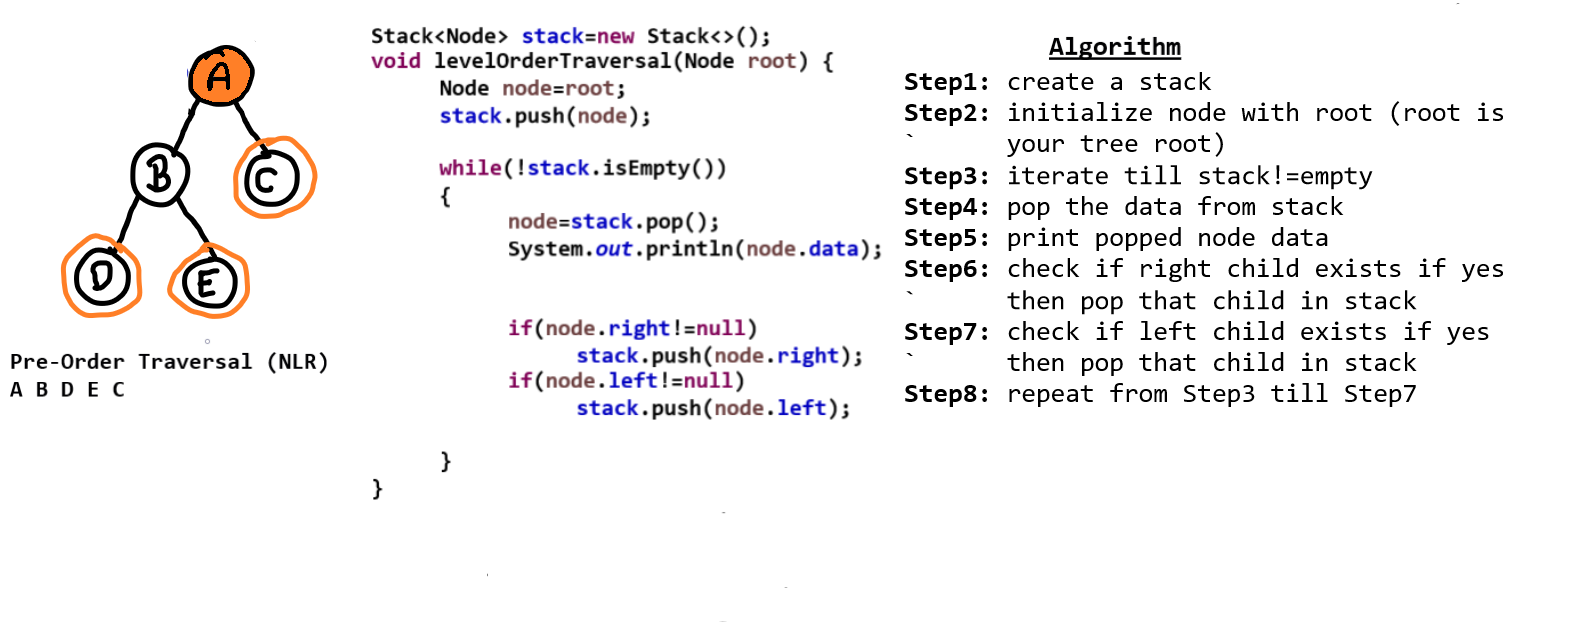 A
B
C
D
E
Pre-Order Traversal (NLR)
A B D E C
Stack<Node> stack=new Stack<>();
void levelOrderTraversal(Node root) {
Node node=root;
stack.push(node);
while(!stack.isEmpty())
{
node=stack.pop();
System.out.println(node.data);
if(node.right!=null)
stack.push(node.right);
if(node.left!=null)
stack.push(node.left);
}
}
Algorithm
Step1: create a stack
Step2: initialize node with root (root is
` your tree root)
Step3: iterate till stack!=empty
Step4: pop the data from stack
Step5: print popped node data
Step6: check if right child exists if yes
` then pop that child in stack
Step7: check if left child exists if yes
` then pop that child in stack
Step8: repeat from Step3 till Step7